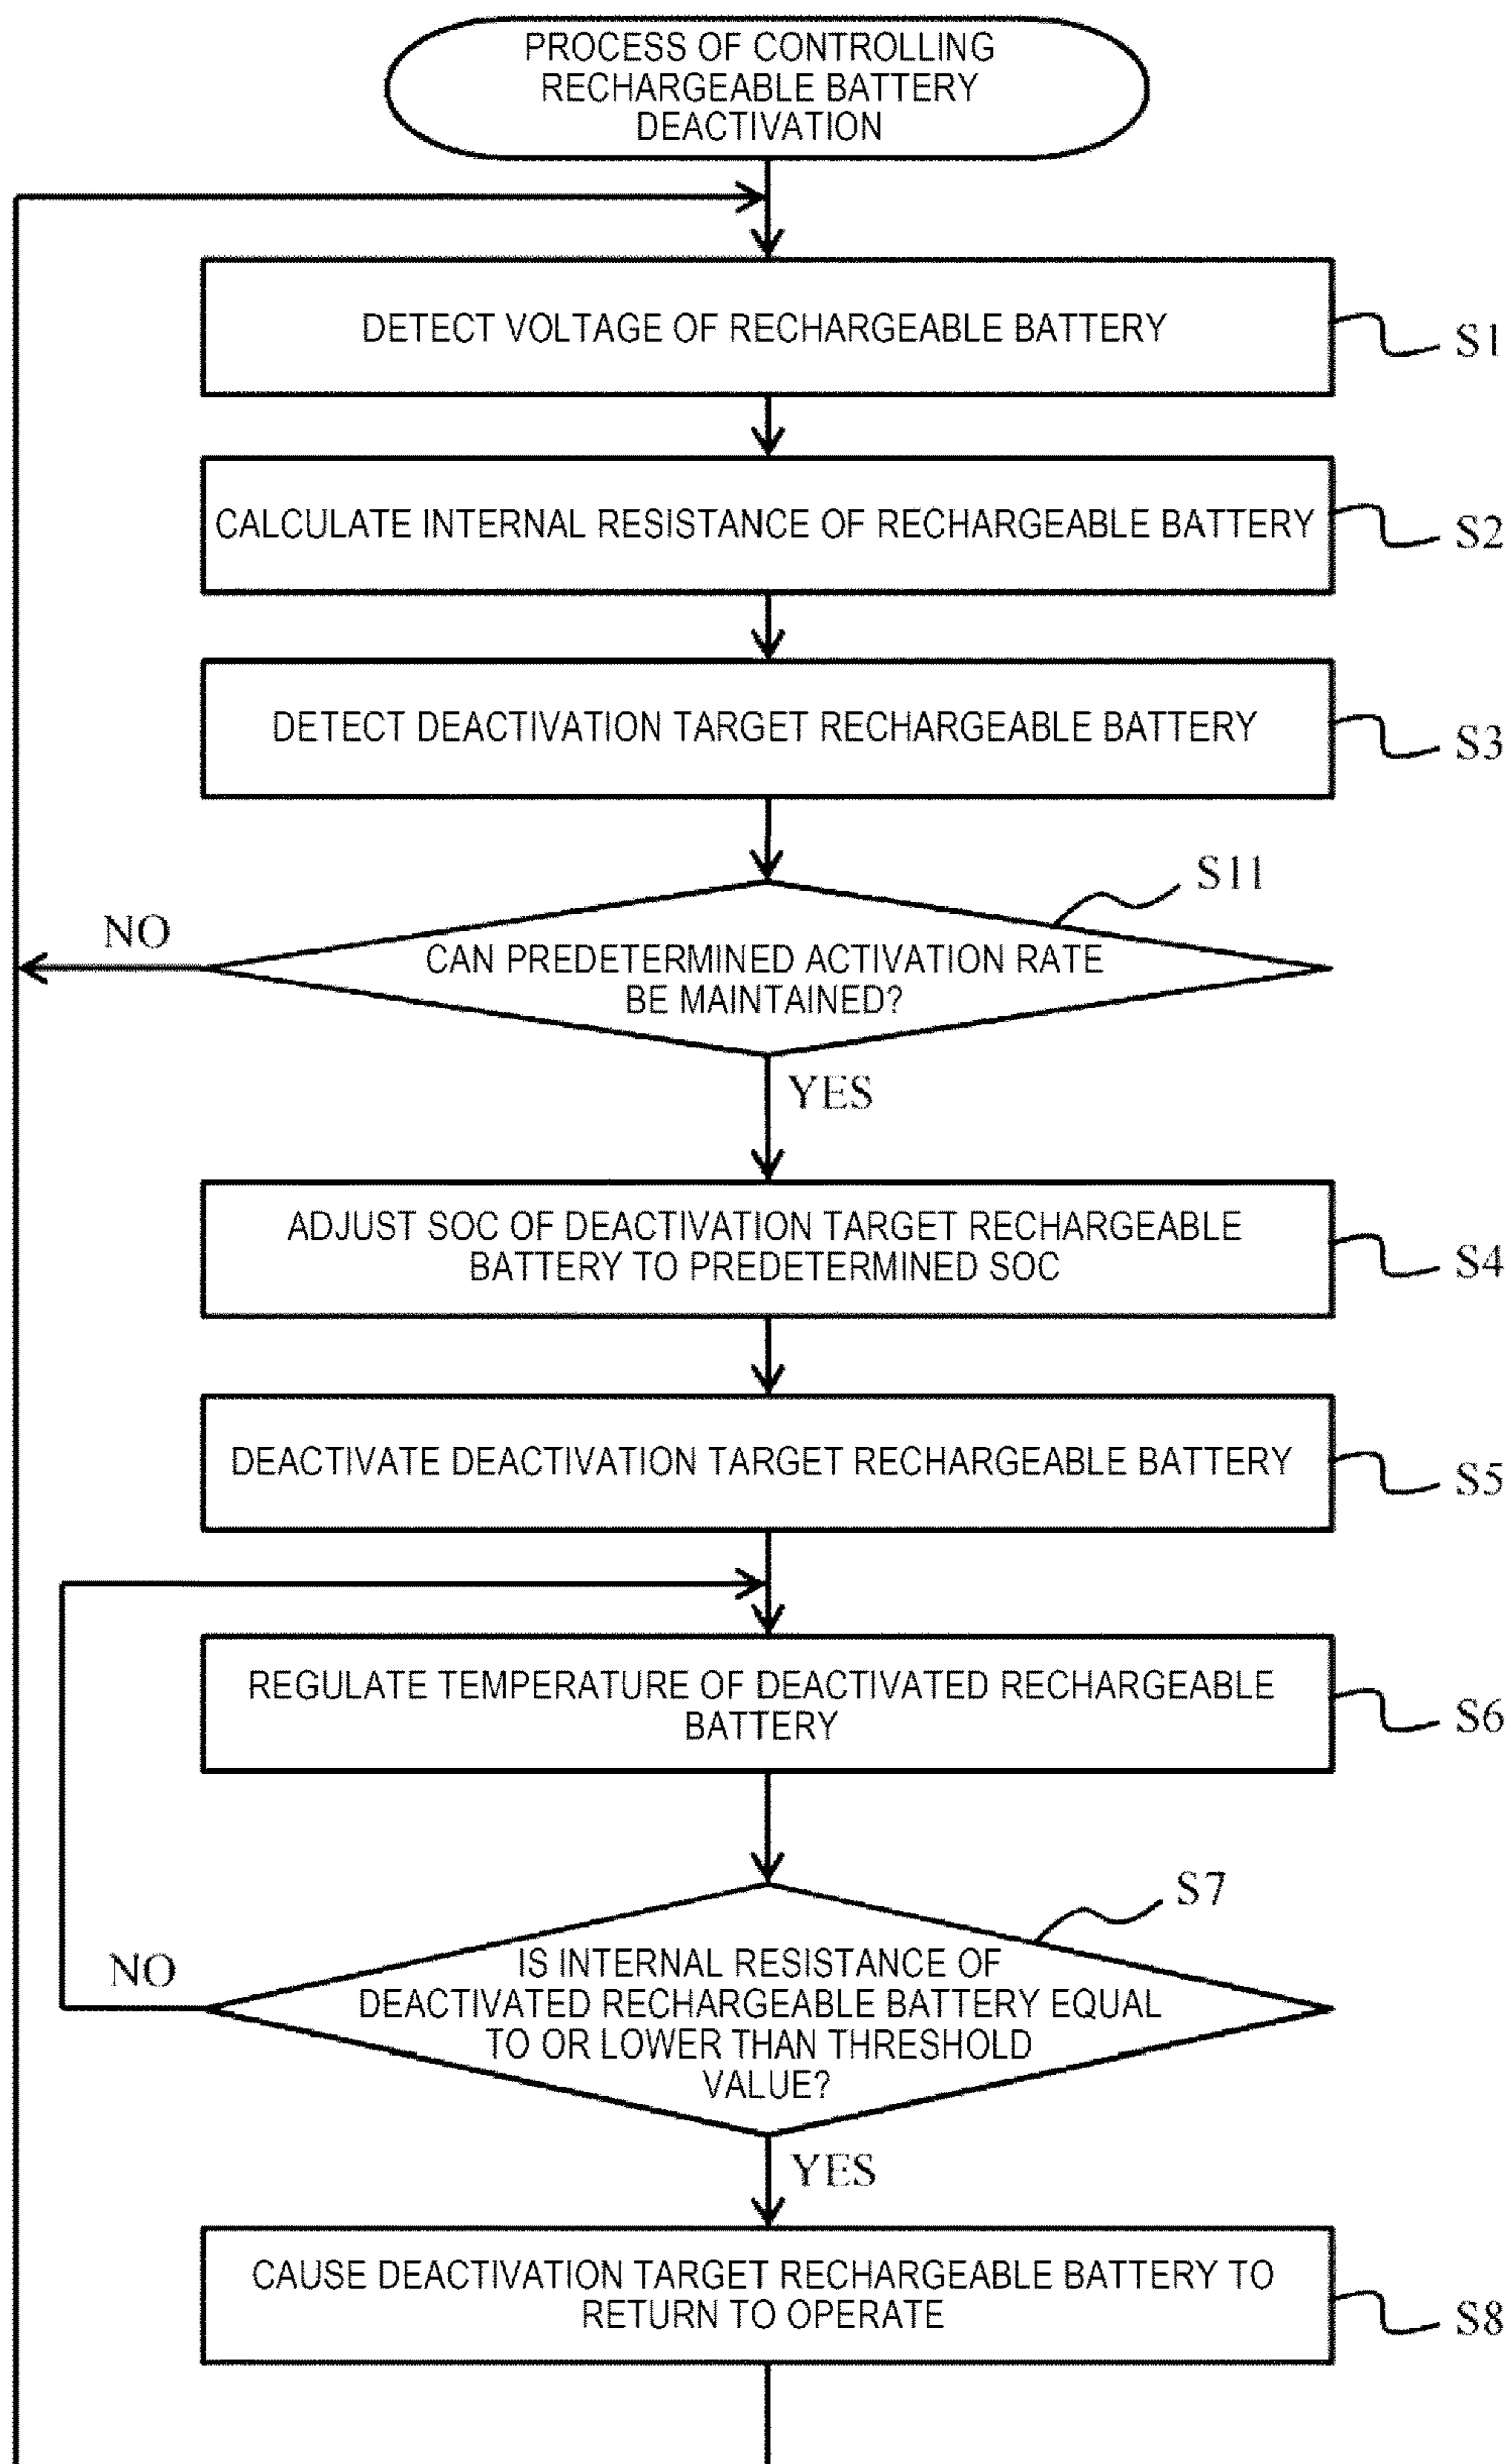 PROCESS OF CONTROLLING
RECHARGEABLE BATTERY
DEACTIVATION
DETECT VOLTAGE OF RECHARGEABLE BATTERY
S1
CALCULATE INTERNAL RESISTANCE OF RECHARGEABLE BATTERY
S2
DETECT DEACTIVATION TARGET RECHARGEABLE BATTERY
S3
S11
NO
CAN PREDETERMINED ACTIVATION RATE
BE MAINTAINED?
YES
ADJUST SOC OF DEACTIVATION TARGET RECHARGEABLE
BATTERY TO PREDETERMINED SOC
S4
DEACTIVATE DEACTIVATION TARGET RECHARGEABLE BATTERY
S5
REGULATE TEMPERATURE OF DEACTIVATED RECHARGEABLE
BATTERY
S6
S7
NO
IS INTERNAL RESISTANCE OF
DEACTIVATED RECHARGEABLE BATTERY EQUAL
TO OR LOWER THAN THRESHOLD
VALUE?
YES
CAUSE DEACTIVATION TARGET RECHARGEABLE BATTERY TO
RETURN TO OPERATE
S8